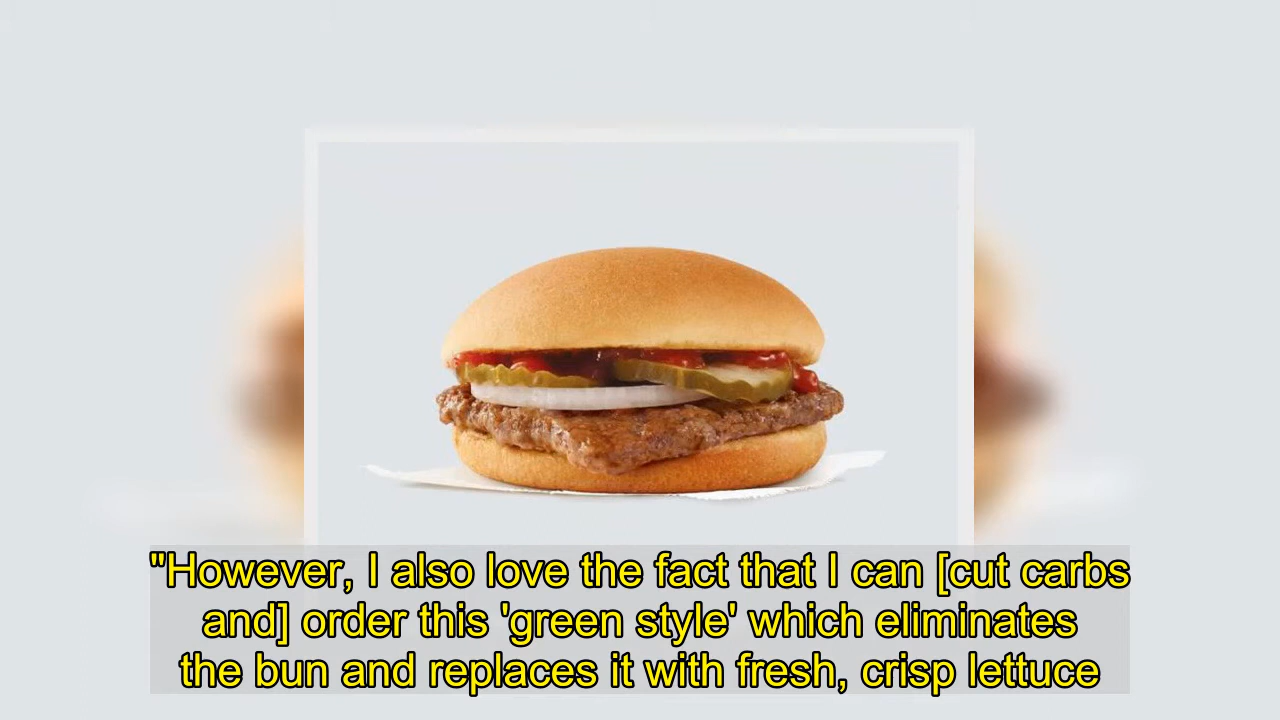 "However, I also love the fact that I can [cut carbs
and] order this 'green style' which eliminates
the bun and replaces it with fresh, crisp lettuce